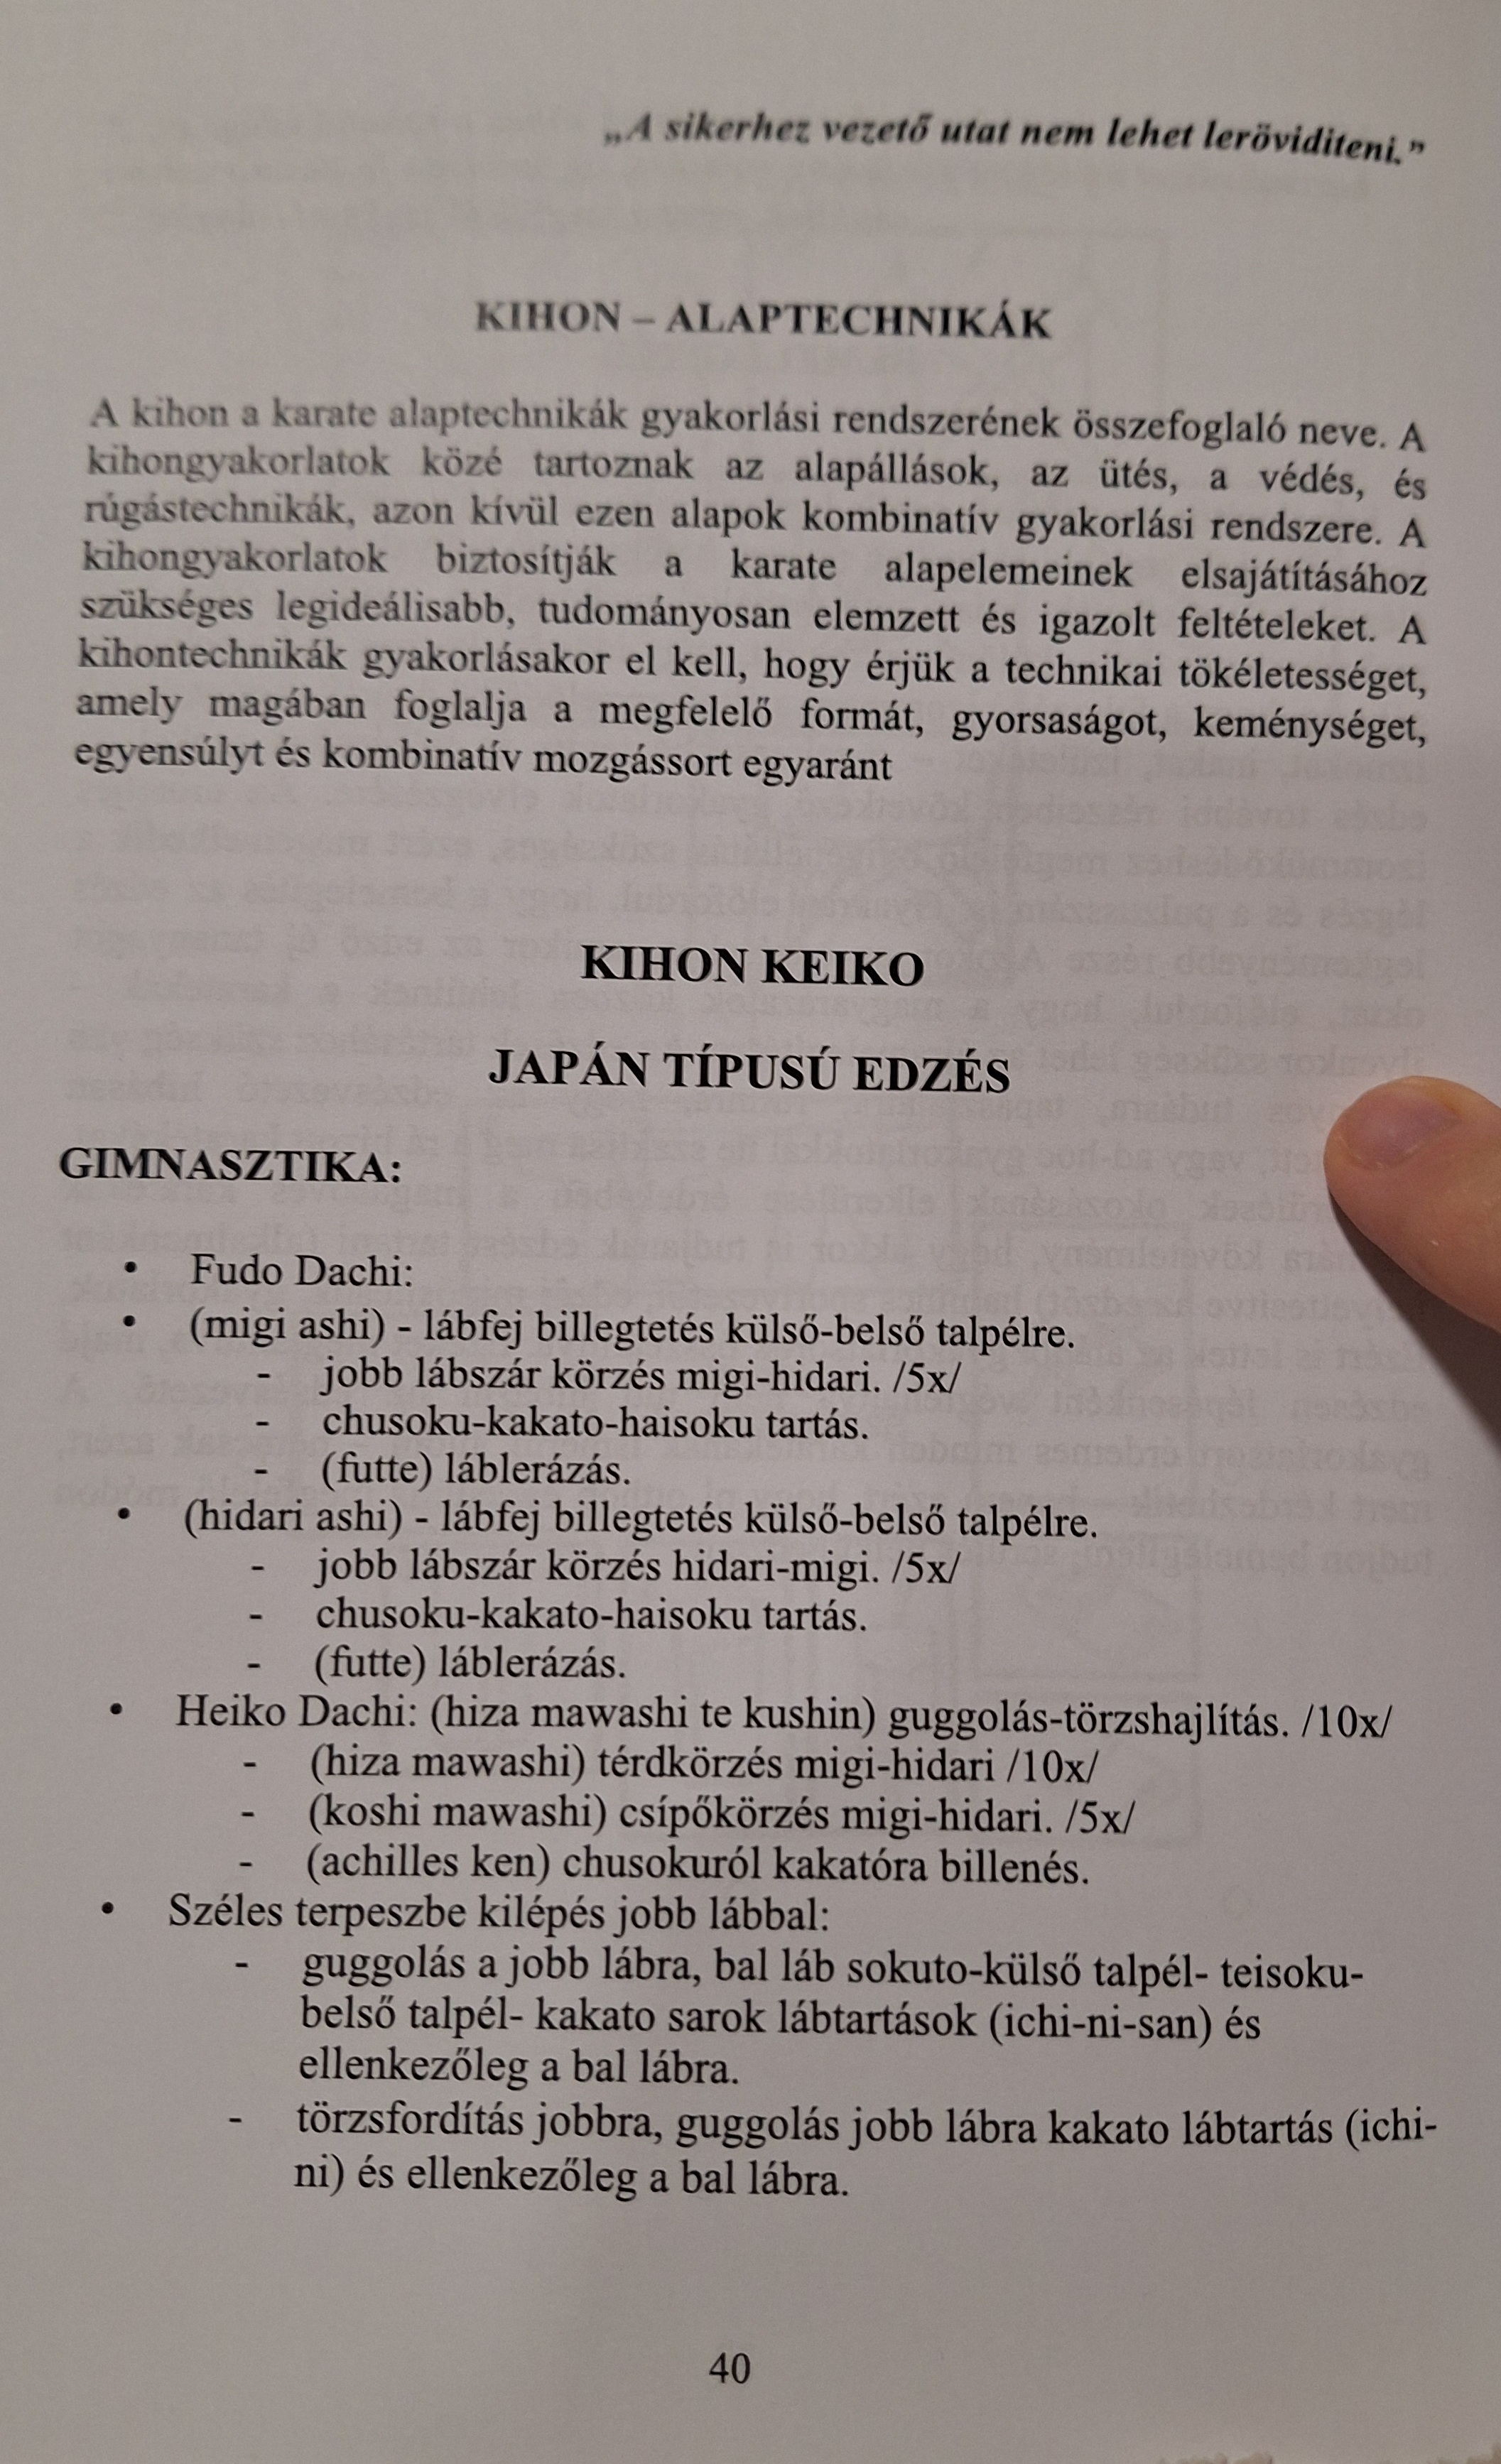 „A sikerhez vezető utat nem lehet leröviditeni.”
KIHON – ALAPTECHNIKÁK
A kihon a karate alaptechnikák gyakorlási rendszerének összefoglaló neve. A
kihongyakorlatok közé tartoznak az alapállások, az ütés, a védés, és
rúgástechnikák, azon kívül ezen alapok kombinatív gyakorlási rendszere. A
kihongyakorlatok biztosítják a karate alapelemeinek elsajátításához
szükséges legideálisabb, tudományosan elemzett és igazolt feltételeket. A
kihontechnikák gyakorlásakor el kell, hogy érjük a technikai tökéletességet,
amely magában foglalja a megfelelő formát, gyorsaságot, keménységet,
egyensúlyt és kombinatív mozgássort egyaránt
KIHON KEIKO
JAPÁN TÍPUSÚ EDZÉS
GIMNASZTIKA:
• Fudo Dachi:
• (migi ashi) - lábfej billegtetés külső-belső talpélre.
- jobb lábszár körzés migi-hidari. /5x/
- chusoku-kakato-haisoku tartás.
- (futte) láblerázás.
• (hidari ashi) - lábfej billegtetés külső-belső talpélre.
- jobb lábszár körzés hidari-migi. /5x/
- chusoku-kakato-haisoku tartás.
- (futte) láblerázás.
• Heiko Dachi: (hiza mawashi te kushin) guggolás-törzshajlítás. /10x/
- (hiza mawashi) térdkörzés migi-hidari /10x/
- (koshi mawashi) csípőkörzés migi-hidari. /5x/
- (achilles ken) chusokuról kakatóra billenés.
• Széles terpeszbe kilépés jobb lábbal:
- guggolás a jobb lábra, bal láb sokuto-külső talpél- teisoku-
belső talpél- kakato sarok lábtartások (ichi-ni-san) és
ellenkezőleg a bal lábra.
- törzsfordítás jobbra, guggolás jobb lábra kakato lábtartás (ichi-
ni) és ellenkezőleg a bal lábra.
40